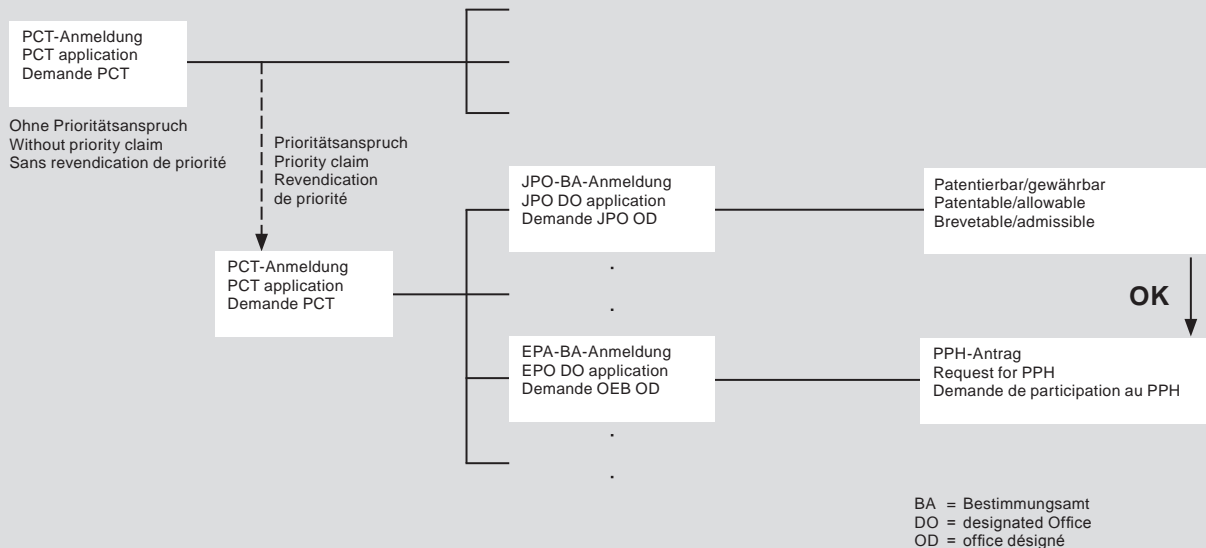 PCT-Anmeldung
PCT application
Demande PCT
Ohne Prioritätsanspruch
Without priority claim
Sans revendication de priorité
Prioritätsanspruch
Priority claim
Revendication
de priorité
PCT-Anmeldung
PCT application
Demande PCT
JPO-BA-Anmeldung
JPO DO application
Demande JPO OD
Patentierbar/gewährbar
Patentable/allowable
Brevetable/admissible
.
.
OK
EPA-BA-Anmeldung
EPO DO application
Demande OEB OD
PPH-Antrag
Request for PPH
Demande de participation au PPH
.
.
BA = Bestimmungsamt
DO = designated Office
OD = office désigné